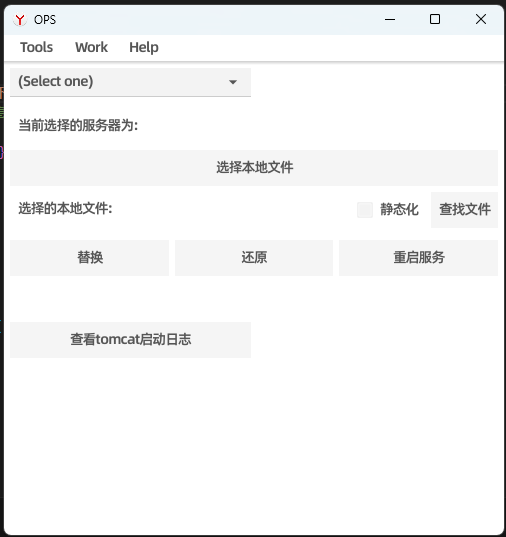 OPS
Tools Work Help
(Select one)
当前选择的服务器为:
选择本地文件
选择的本地文件: 静态化 查找文件
替换 还原 重启服务
查看tomcat启动日志